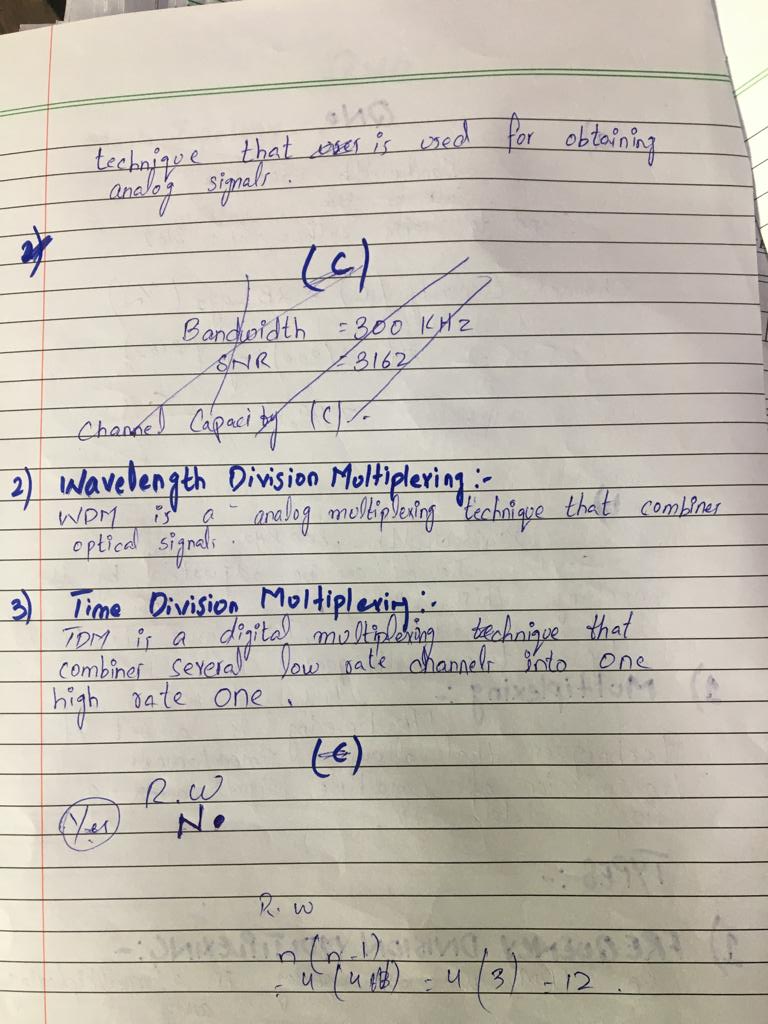 technique that is used for obtaining
analog signals.
2)
(C)
Bandwidth = 300 KHz
SNR = 3162
Channel Capacity (C) .
2) Wavelength Division Multiplexing :-
WDM is a analog multiplexing technique that combines
optical signals.
3) Time Division Multiplexing :-
TDM is a digital multiplexing technique that
combines several low rate channels into one
high rate one .
(C)
R.W
Yes No
R.W
n(n-1)
= 4 (4-1) = 4 (3) = 12 .